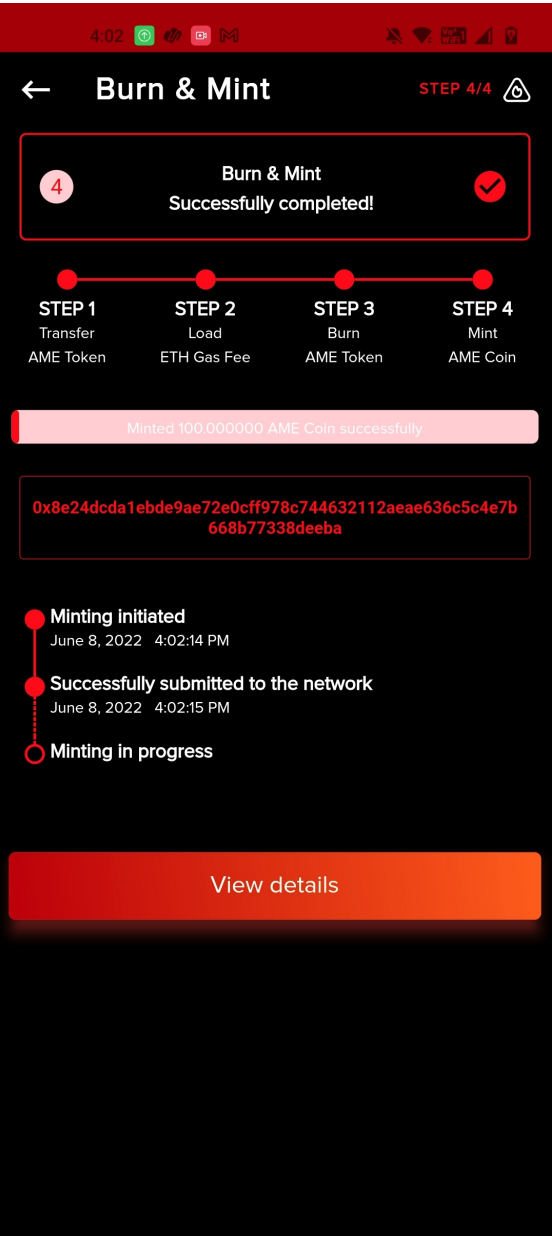 4:02
Burn & Mint
STEP 4/4
4
Burn & Mint
Successfully completed!
STEP 1
Transfer
AME Token
STEP 2
Load
ETH Gas Fee
STEP 3
Burn
AME Token
STEP 4
Mint
AME Coin
Minted 100.000000 AME Coin successfully
0x8e24dcda1ebde9ae72e0cff978c744632112aeae636c5c4e7b
668b77338deeba
Minting initiated
June 8, 2022 4:02:14 PM
Successfully submitted to the network
June 8, 2022 4:02:15 PM
Minting in progress
View details